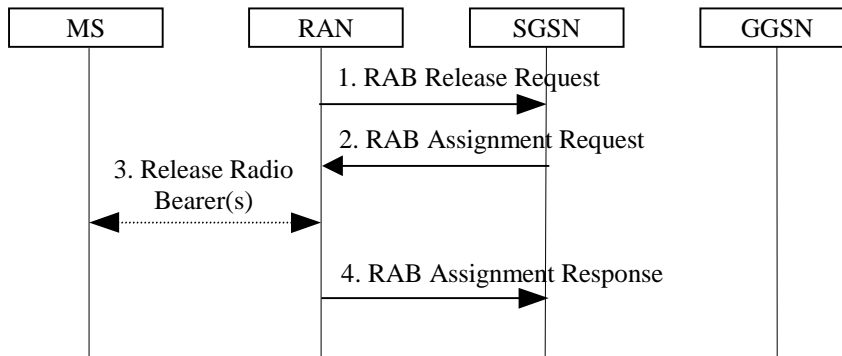 MS
RAN
SGSN
GGSN
1. RAB Release Request
2. RAB Assignment Request
3. Release Radio
Bearer(s)
4. RAB Assignment Response